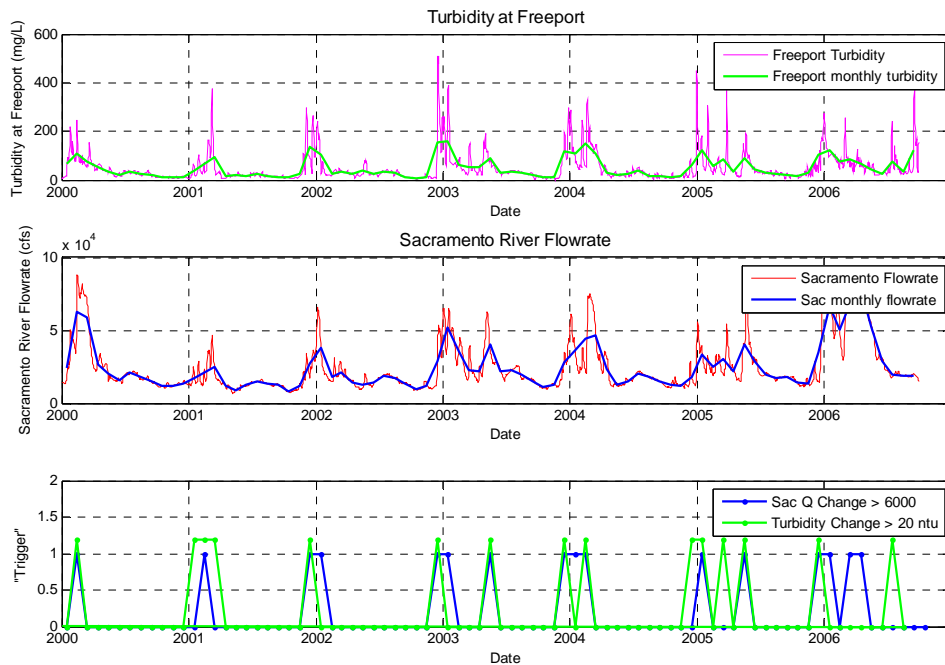 Turbidity at Freeport
Turbidity at Freeport (mg/L)
600
400
200
0
Freeport Turbidity
Freeport monthly turbidity
2000 2001 2002 2003 2004 2005 2006
Date
Sacramento River Flowrate
Sacramento River Flowrate (cfs)
x 10^4
10
5
0
Sacramento Flowrate
Sac monthly flowrate
2000 2001 2002 2003 2004 2005 2006
Date
"Trigger"
2
1.5
1
0.5
0
Sac Q Change > 6000
Turbidity Change > 20 ntu
2000 2001 2002 2003 2004 2005 2006
Date